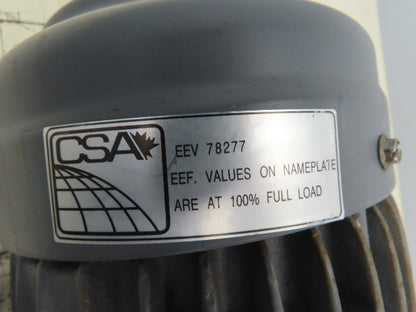 CSA
EEV 78277
EEF. VALUES ON NAMEPLATE
ARE AT 100% FULL LOAD